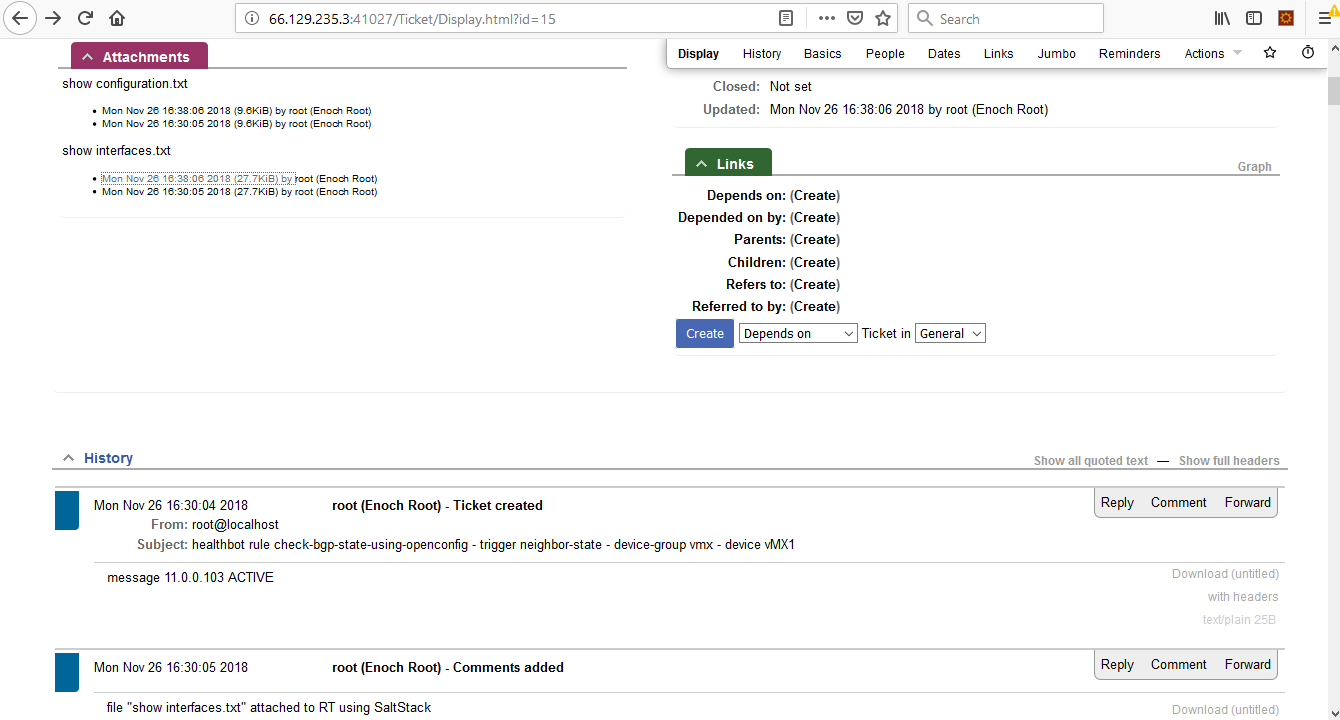 66.129.235.3:41027/Ticket/Display.html?id=15
Search
Attachments
show configuration.txt
Mon Nov 26 16:38:06 2018 (9.6KiB) by root (Enoch Root)
Mon Nov 26 16:30:05 2018 (9.6KiB) by root (Enoch Root)
show interfaces.txt
Mon Nov 26 16:38:06 2018 (27.7KiB) by root (Enoch Root)
Mon Nov 26 16:30:05 2018 (27.7KiB) by root (Enoch Root)
Display History Basics People Dates Links Jumbo Reminders Actions
Closed: Not set
Updated: Mon Nov 26 16:38:06 2018 by root (Enoch Root)
Links
Graph
Depends on: (Create)
Depended on by: (Create)
Parents: (Create)
Children: (Create)
Refers to: (Create)
Referred to by: (Create)
Create Depends on Ticket in General
History
Show all quoted text — Show full headers
Mon Nov 26 16:30:04 2018 root (Enoch Root) - Ticket created
Reply Comment Forward
From: root@localhost
Subject: healthbot rule check-bgp-state-using-openconfig - trigger neighbor-state - device-group vmx - device vMX1
message 11.0.0.103 ACTIVE
Download (untitled)
with headers
text/plain 25B
Mon Nov 26 16:30:05 2018 root (Enoch Root) - Comments added
Reply Comment Forward
file "show interfaces.txt" attached to RT using SaltStack
Download (untitled)